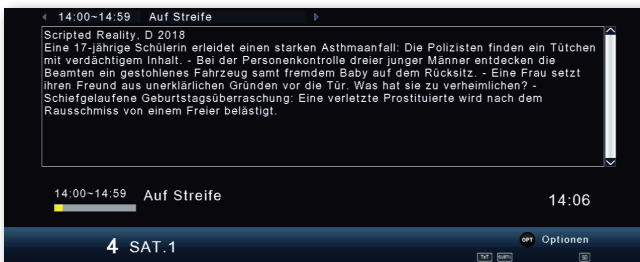 14:00~14:59 Auf Streife
Scripted Reality, D 2018
Eine 17-jährige Schülerin erleidet einen starken Asthmaanfall: Die Polizisten finden ein Tütchen
mit verdächtigem Inhalt. - Bei der Personenkontrolle dreier junger Männer entdecken die
Beamten ein gestohlenes Fahrzeug samt fremdem Baby auf dem Rücksitz. - Eine Frau setzt
ihren Freund aus unerklärlichen Gründen vor die Tür. Was hat sie zu verheimlichen? -
Schiefgelaufene Geburtstagsüberraschung: Eine verletzte Prostituierte wird nach dem
Rausschmiss von einem Freier belästigt.
14:00~14:59 Auf Streife
14:06
OPT Optionen
4 SAT.1
TxT SUBTL SD